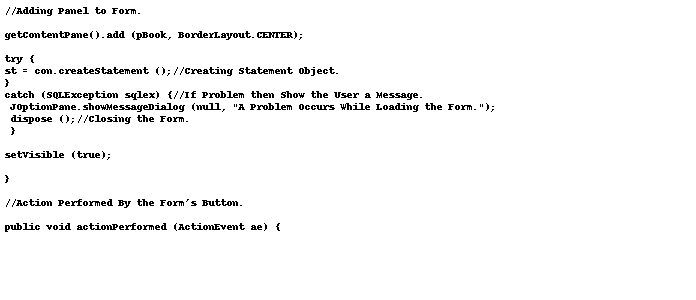 //Adding Panel to Form.
getContentPane().add (pBook, BorderLayout.CENTER);
try {
st = con.createStatement ();//Creating Statement Object.
}
catch (SQLException sqlex) {//If Problem then Show the User a Message.
JOptionPane.showMessageDialog (null, "A Problem Occurs While Loading the Form.");
dispose ();//Closing the Form.
}
setVisible (true);
}
//Action Performed By the Form's Button.
public void actionPerformed (ActionEvent ae) {